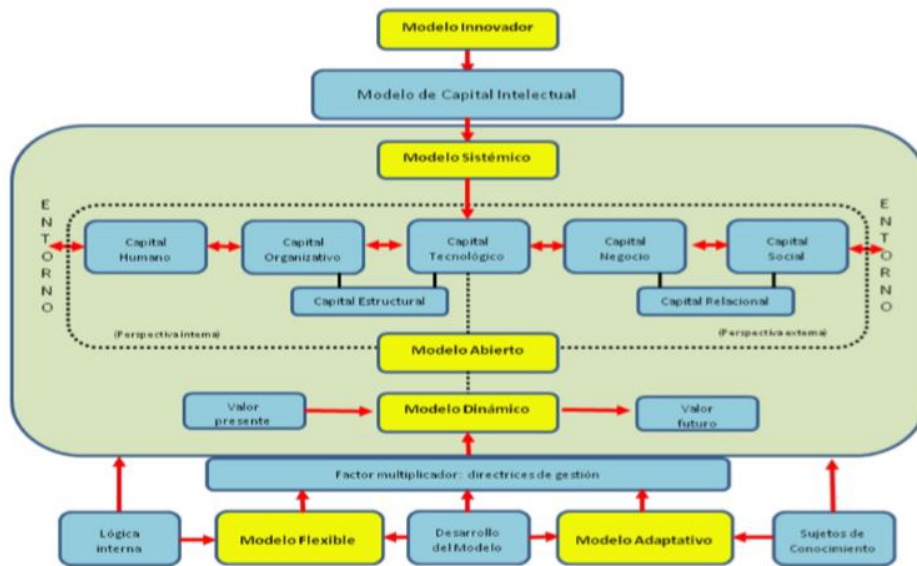 Modelo Innovador
Modelo de Capital Intelectual
Modelo Sistémico
ENTORNO
ENTORNO
Capital
Humano
Capital
Organizativo
Capital
Tecnológico
Capital
Negocio
Capital
Social
Capital Estructural
Capital Relacional
(Perspectiva interna)
(Perspectiva externa)
Modelo Abierto
Valor
presente
Modelo Dinámico
Valor
futuro
Factor multiplicador: directrices de gestión
Lógica
interna
Modelo Flexible
Desarrollo
del Modelo
Modelo Adaptativo
Sujetos de
Conocimiento